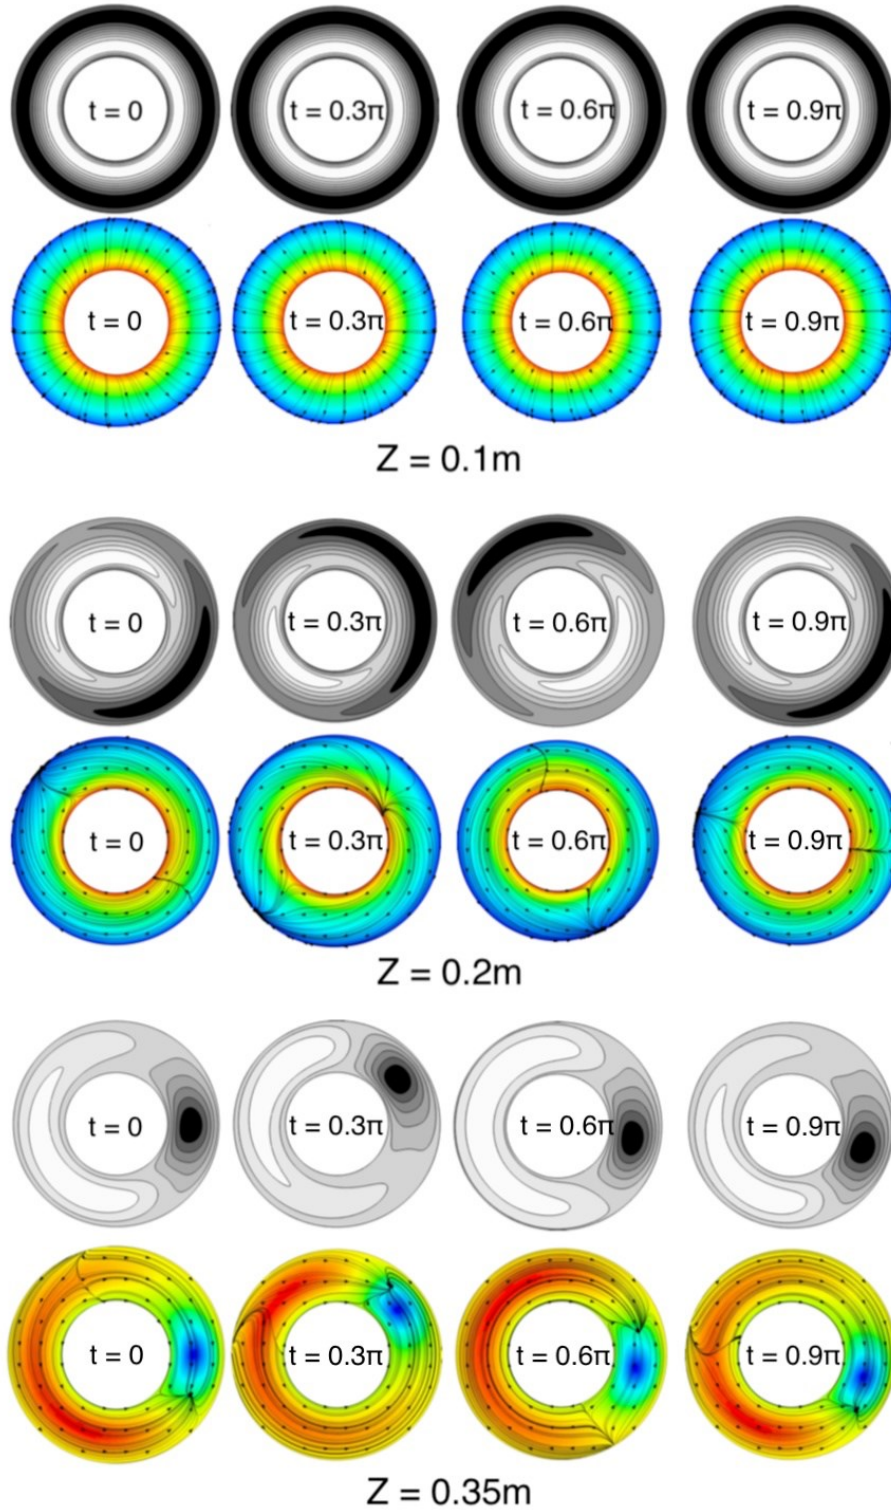 t = 0 t = 0.3π t = 0.6π t = 0.9π
t = 0 t = 0.3π t = 0.6π t = 0.9π
Z = 0.1m
t = 0 t = 0.3π t = 0.6π t = 0.9π
t = 0 t = 0.3π t = 0.6π t = 0.9π
Z = 0.2m
t = 0 t = 0.3π t = 0.6π t = 0.9π
t = 0 t = 0.3π t = 0.6π t = 0.9π
Z = 0.35m